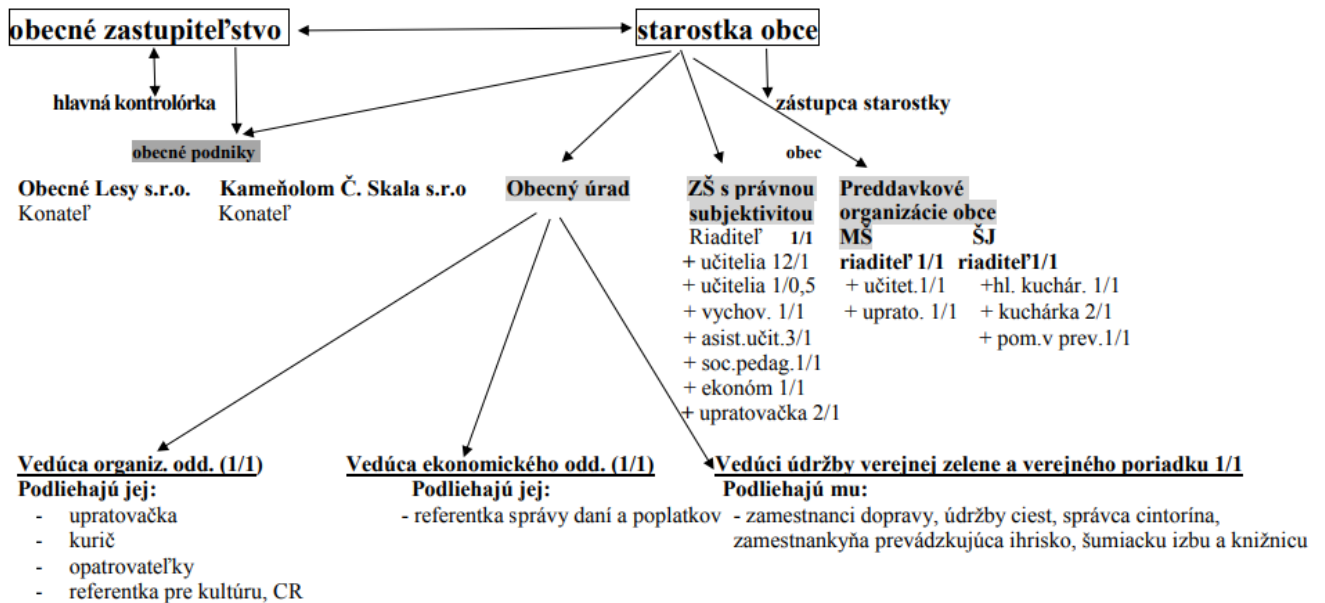 obecné zastupiteľstvo
starostka obce
hlavná kontrolórka
zástupca starostky
obecné podniky
obec
Obecné Lesy s.r.o.
Konateľ
Kameňolom Č. Skala s.r.o
Konateľ
Obecný úrad
ZŠ s právnou
subjektivitou
Riaditeľ 1/1
+ učitelia 12/1
+ učitelia 1/0,5
+ vychov. 1/1
+ asist.učit.3/1
+ soc.pedag.1/1
+ ekonóm 1/1
+ upratovačka 2/1
Preddavkové
organizácie obce
MŠ ŠJ
riaditeľ 1/1 riaditeľ1/1
+ učitet.1/1 +hl. kuchár. 1/1
+ uprato. 1/1 + kuchárka 2/1
+ pom.v prev.1/1
Vedúca organiz. odd. (1/1)
Podliehajú jej:
- upratovačka
- kurič
- opatrovateľky
- referentka pre kultúru, CR
Vedúca ekonomického odd. (1/1)
Podliehajú jej:
- referentka správy daní a poplatkov
Vedúci údržby verejnej zelene a verejného poriadku 1/1
Podliehajú mu:
- zamestnanci dopravy, údržby ciest, správca cintorína,
zamestnankyňa prevádzkujúca ihrisko, šumiacku izbu a knižnicu